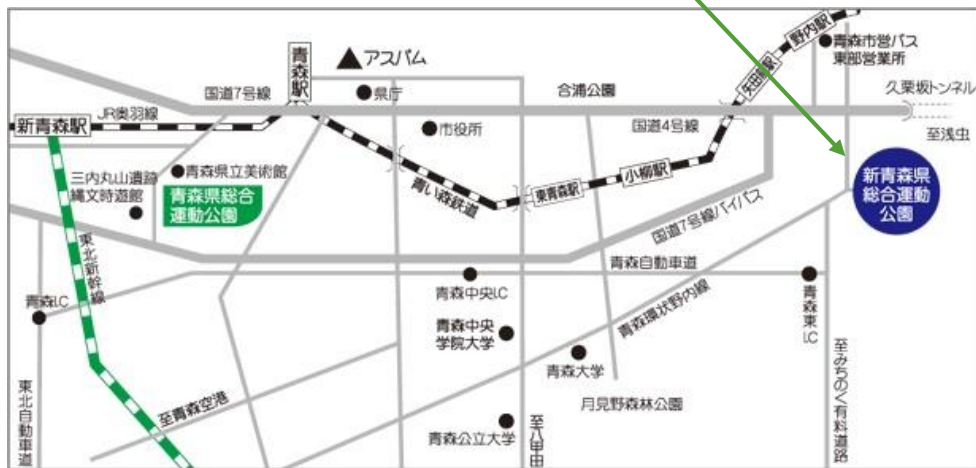 青森駅
アスパム
県庁
国道7号線
JR奥羽線
新青森駅
市役所
合浦公園
国道4号線
野内駅
青森市営バス
東部営業所
久栗坂トンネル
至浅虫
三内丸山遺跡
縄文時遊館
青森県立美術館
青森県総合
運動公園
青い森鉄道
東青森駅
小柳駅
新青森県
総合運動
公園
国道7号線バイパス
東北新幹線
青森I.C
青森自動車道
青森中央I.C
青森中央
学院大学
青森環状野内線
青森東I.C
青森大学
月見野森林公園
至青森空港
東北自動車道
青森公立大学
至八甲田
至みちのく有料道路